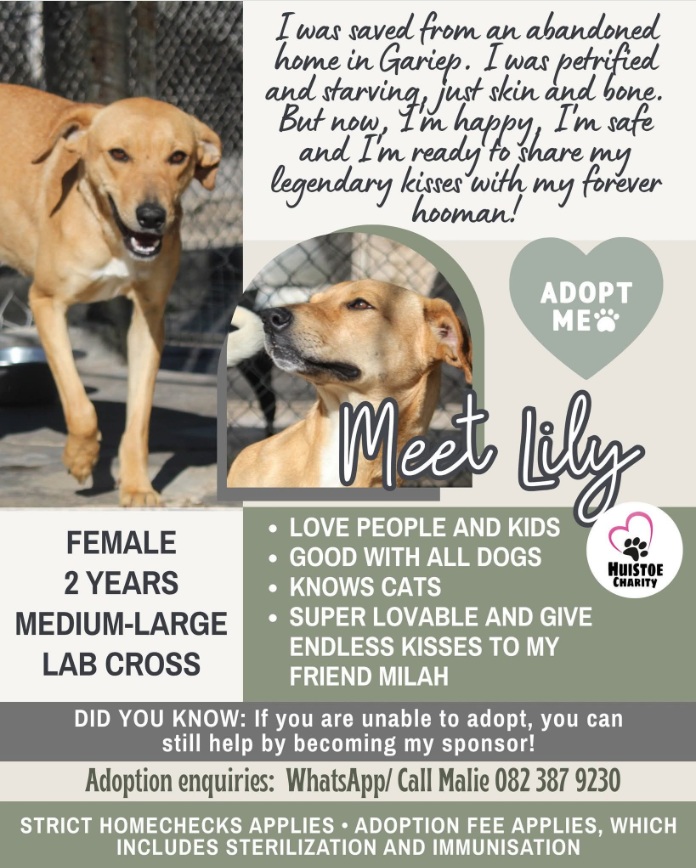 I was saved from an abandoned
home in Gariep. I was petrified
and starving, just skin and bone.
But now, I'm happy, I'm safe
and I'm ready to share my
legendary kisses with my forever
hooman!
ADOPT
ME
Meet Lily
HUISTOE
CHARITY
FEMALE
2 YEARS
MEDIUM-LARGE
LAB CROSS
• LOVE PEOPLE AND KIDS
• GOOD WITH ALL DOGS
• KNOWS CATS
• SUPER LOVABLE AND GIVE
ENDLESS KISSES TO MY
FRIEND MILAH
DID YOU KNOW: If you are unable to adopt, you can
still help by becoming my sponsor!
Adoption enquiries: WhatsApp/ Call Malie 082 387 9230
STRICT HOMECHECKS APPLIES • ADOPTION FEE APPLIES, WHICH
INCLUDES STERILIZATION AND IMMUNISATION